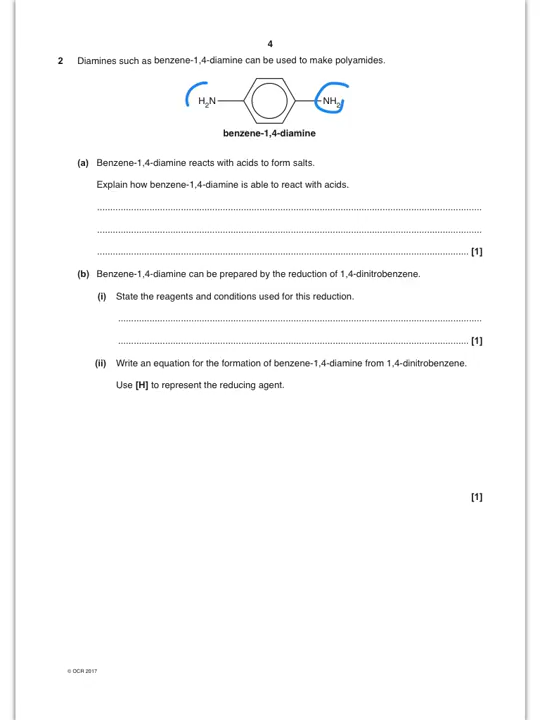 4
2 Diamines such as benzene-1,4-diamine can be used to make polyamides.
H2N NH2
benzene-1,4-diamine
(a) Benzene-1,4-diamine reacts with acids to form salts.
Explain how benzene-1,4-diamine is able to react with acids.
..........................................................................................
..........................................................................................
.......................................................................................... [1]
(b) Benzene-1,4-diamine can be prepared by the reduction of 1,4-dinitrobenzene.
(i) State the reagents and conditions used for this reduction.
..........................................................................................
.......................................................................................... [1]
(ii) Write an equation for the formation of benzene-1,4-diamine from 1,4-dinitrobenzene.
Use [H] to represent the reducing agent.
[1]
© OCR 2017